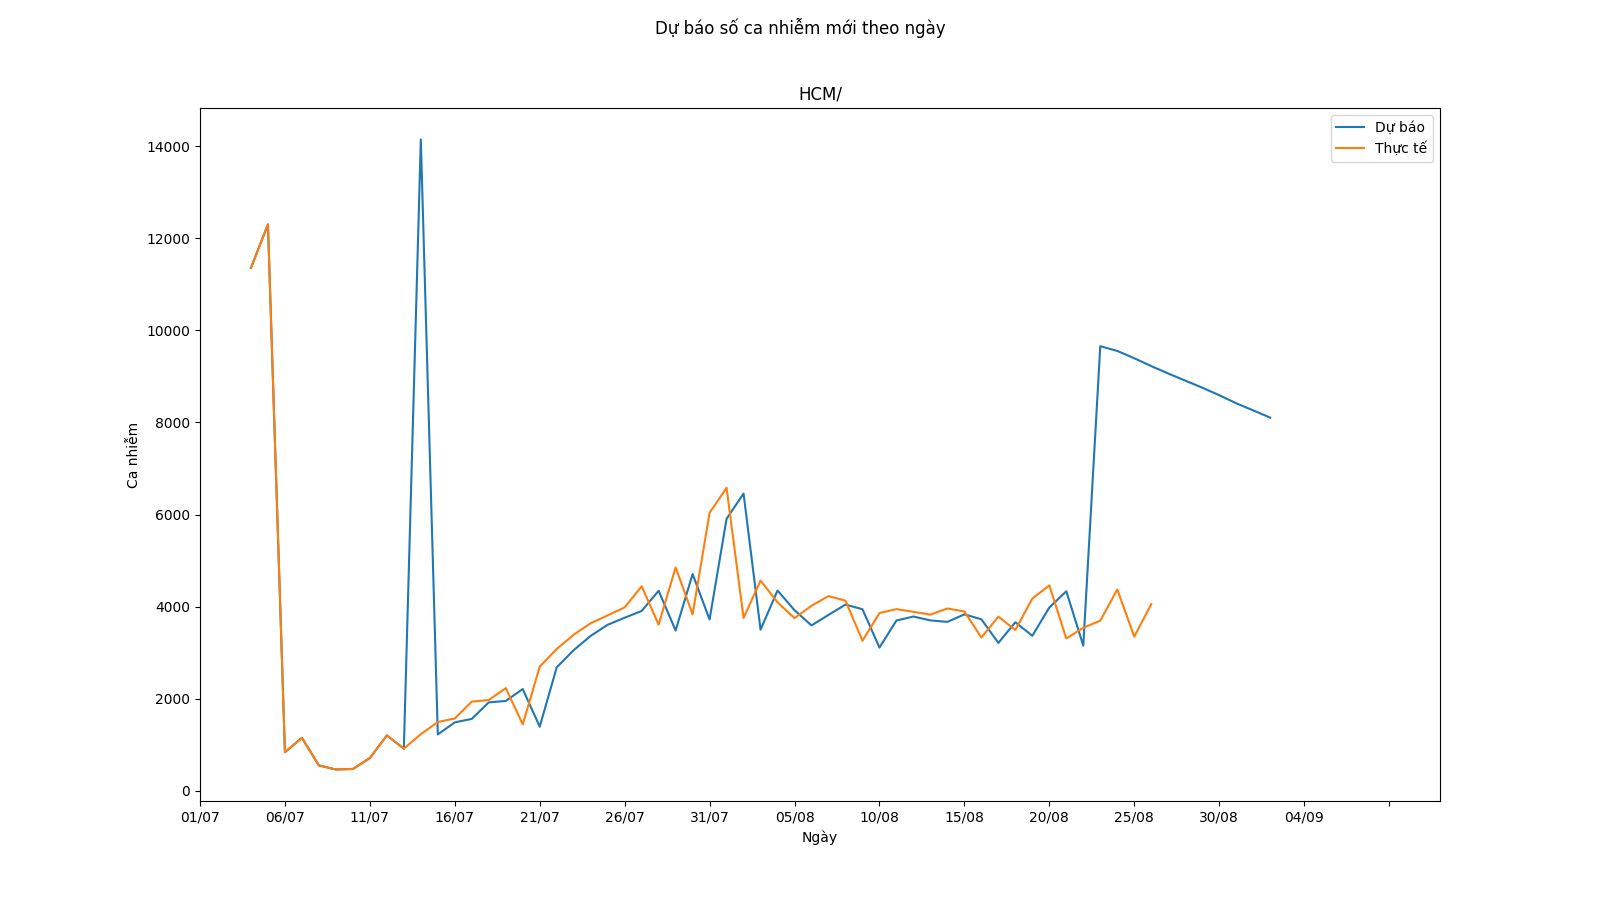 Dự báo số ca nhiễm mới theo ngày
HCM/
Dự báo
Thực tế
14000
12000
10000
8000
6000
4000
2000
0
Ca nhiễm
01/07 06/07 11/07 16/07 21/07 26/07 31/07 05/08 10/08 15/08 20/08 25/08 30/08 04/09
Ngày